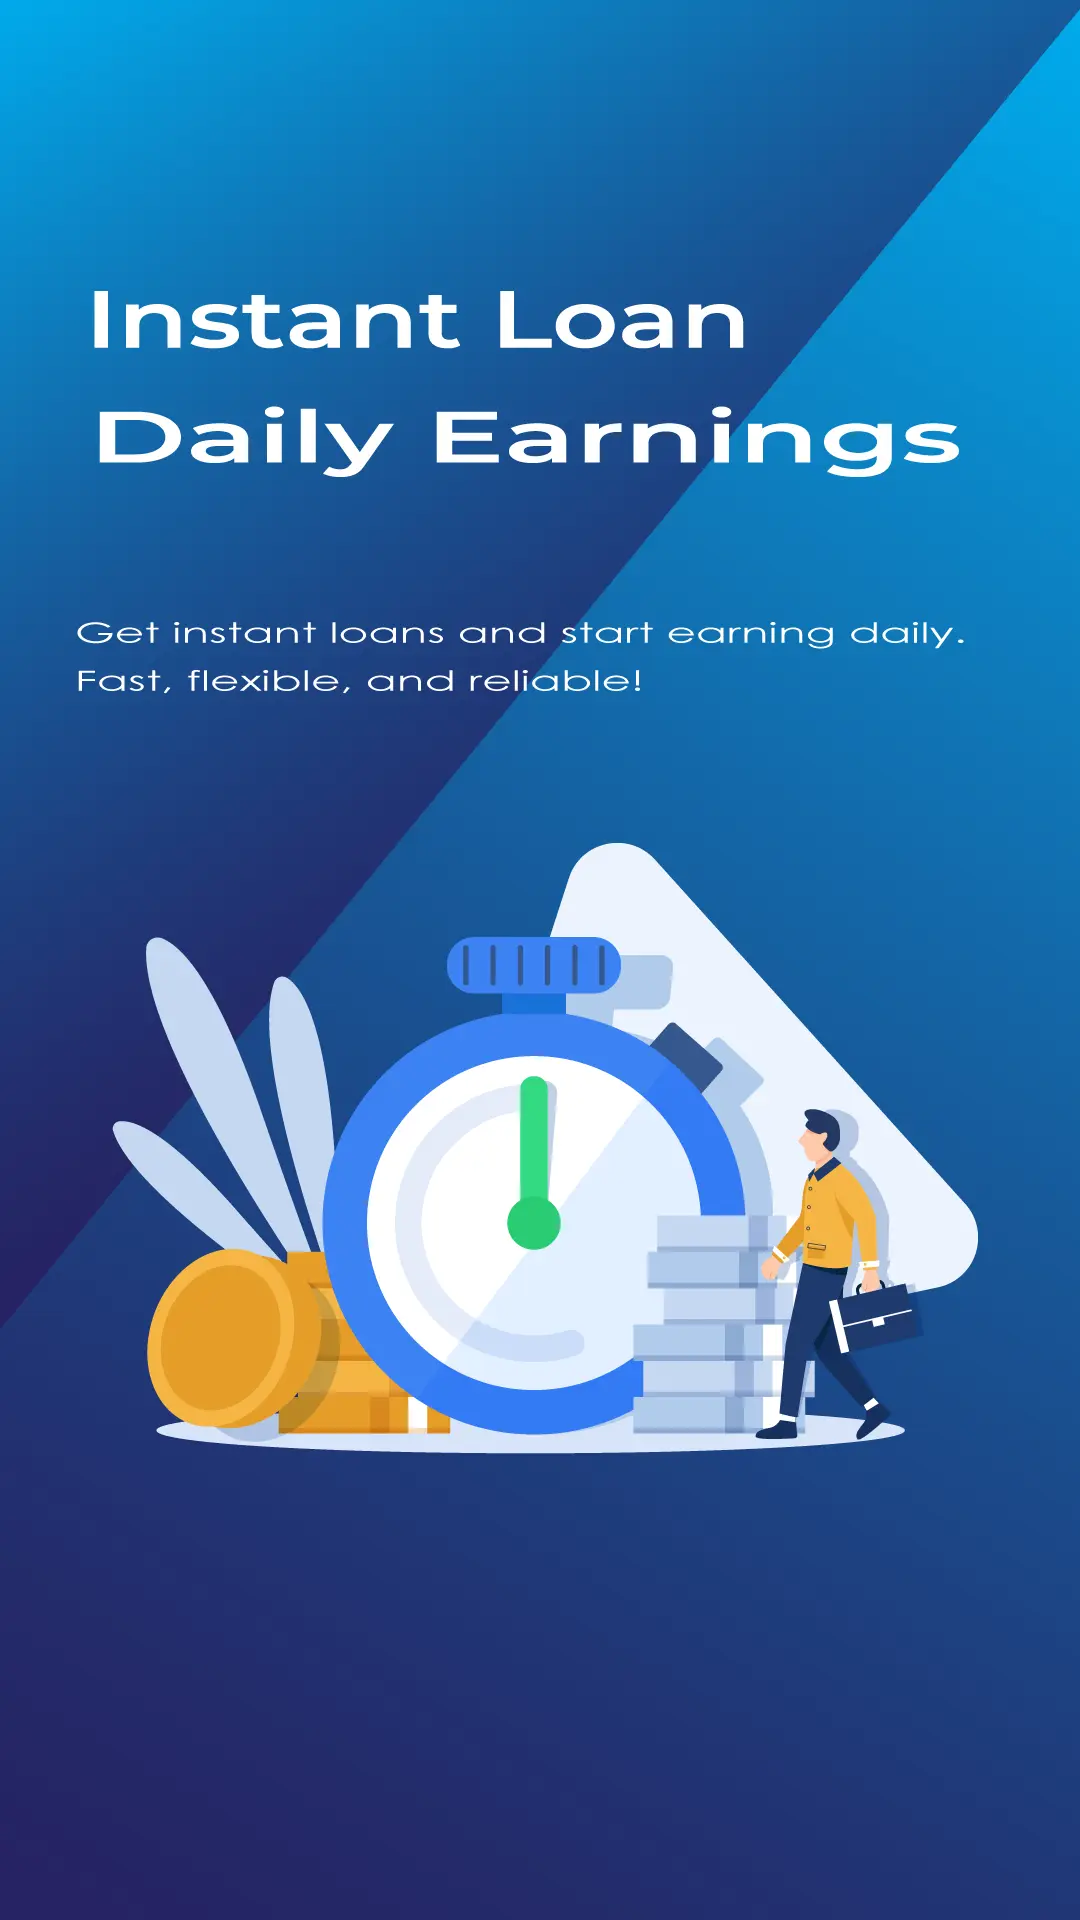 Instant Loan
Daily Earnings
Get instant loans and start earning daily.
Fast, flexible, and reliable!